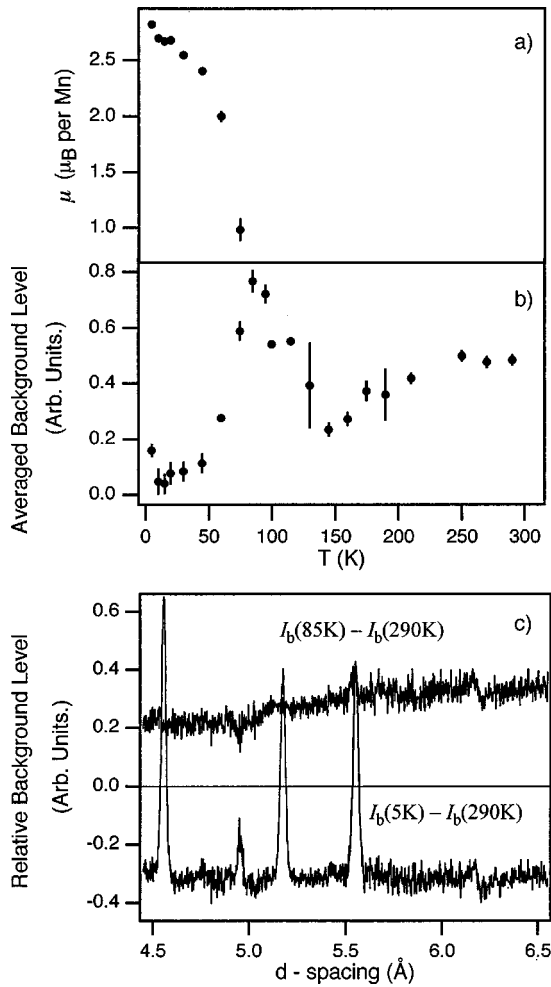 a)
2.5
2.0
1.5
1.0
μ (μB per Mn)
b)
0.8
0.6
0.4
0.2
0.0
Averaged Background Level
(Arb. Units.)
0 50 100 150 200 250 300
T (K)
c)
0.6
0.4
0.2
0.0
-0.2
-0.4
Relative Background Level
(Arb. Units.)
Ib(85K) – Ib(290K)
Ib(5K) – Ib(290K)
4.5 5.0 5.5 6.0 6.5
d - spacing (Å)